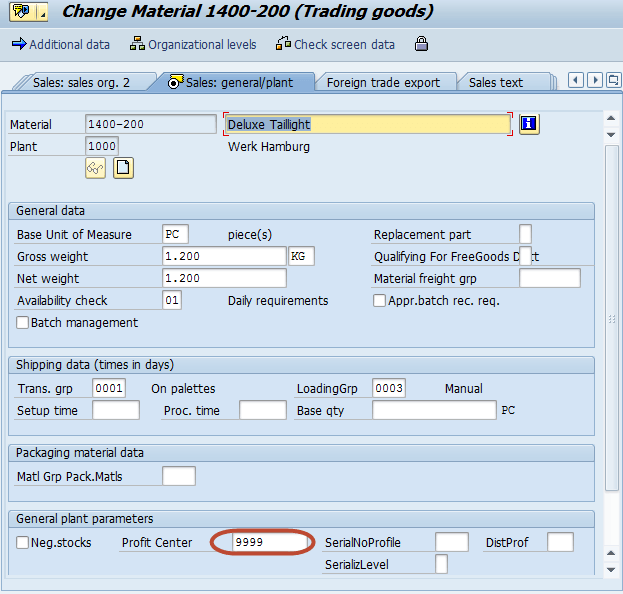 Change Material 1400-200 (Trading goods)
Additional data Organizational levels Check screen data
Sales: sales org. 2 Sales: general/plant Foreign trade export Sales text
Material 1400-200 Deluxe Taillight
Plant 1000 Werk Hamburg
General data
Base Unit of Measure PC piece(s) Replacement part
Gross weight 1.200 KG Qualifying For FreeGoods D ct
Net weight 1.200 Material freight grp
Availability check 01 Daily requirements Appr.batch rec. req.
Batch management
Shipping data (times in days)
Trans. grp 0001 On palettes LoadingGrp 0003 Manual
Setup time Proc. time Base qty PC
Packaging material data
Matl Grp Pack.Matls
General plant parameters
Neg.stocks Profit Center 9999 SerialNoProfile DistProf
SerializLevel